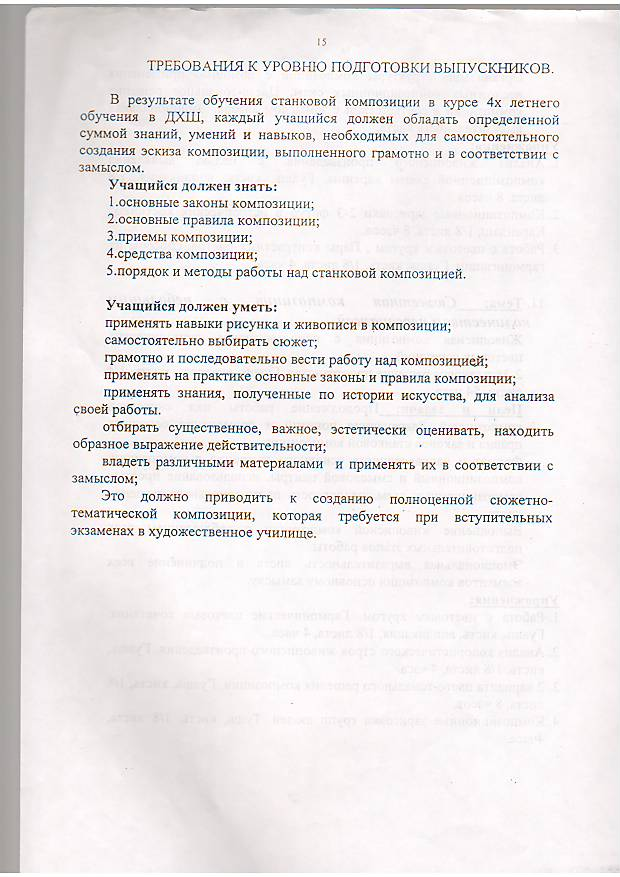 15
ТРЕБОВАНИЯ К УРОВНЮ ПОДГОТОВКИ ВЫПУСКНИКОВ.
В результате обучения станковой композиции в курсе 4х летнего
обучения в ДХШ, каждый учащийся должен обладать определенной
суммой знаний, умений и навыков, необходимых для самостоятельного
создания эскиза композиции, выполненного грамотно и в соответствии с
замыслом.
Учащийся должен знать:
1.основные законы композиции;
2.основные правила композиции;
3.приемы композиции;
4.средства композиции;
5.порядок и методы работы над станковой композицией.
Учащийся должен уметь:
применять навыки рисунка и живописи в композиции;
самостоятельно выбирать сюжет;
грамотно и последовательно вести работу над композицией;
применять на практике основные законы и правила композиции;
применять знания, полученные по истории искусства, для анализа
своей работы.
отбирать существенное, важное, эстетически оценивать, находить
образное выражение действительности;
владеть различными материалами и применять их в соответствии с
замыслом;
Это должно приводить к созданию полноценной сюжетно-
тематической композиции, которая требуется при вступительных
экзаменах в художественное училище.